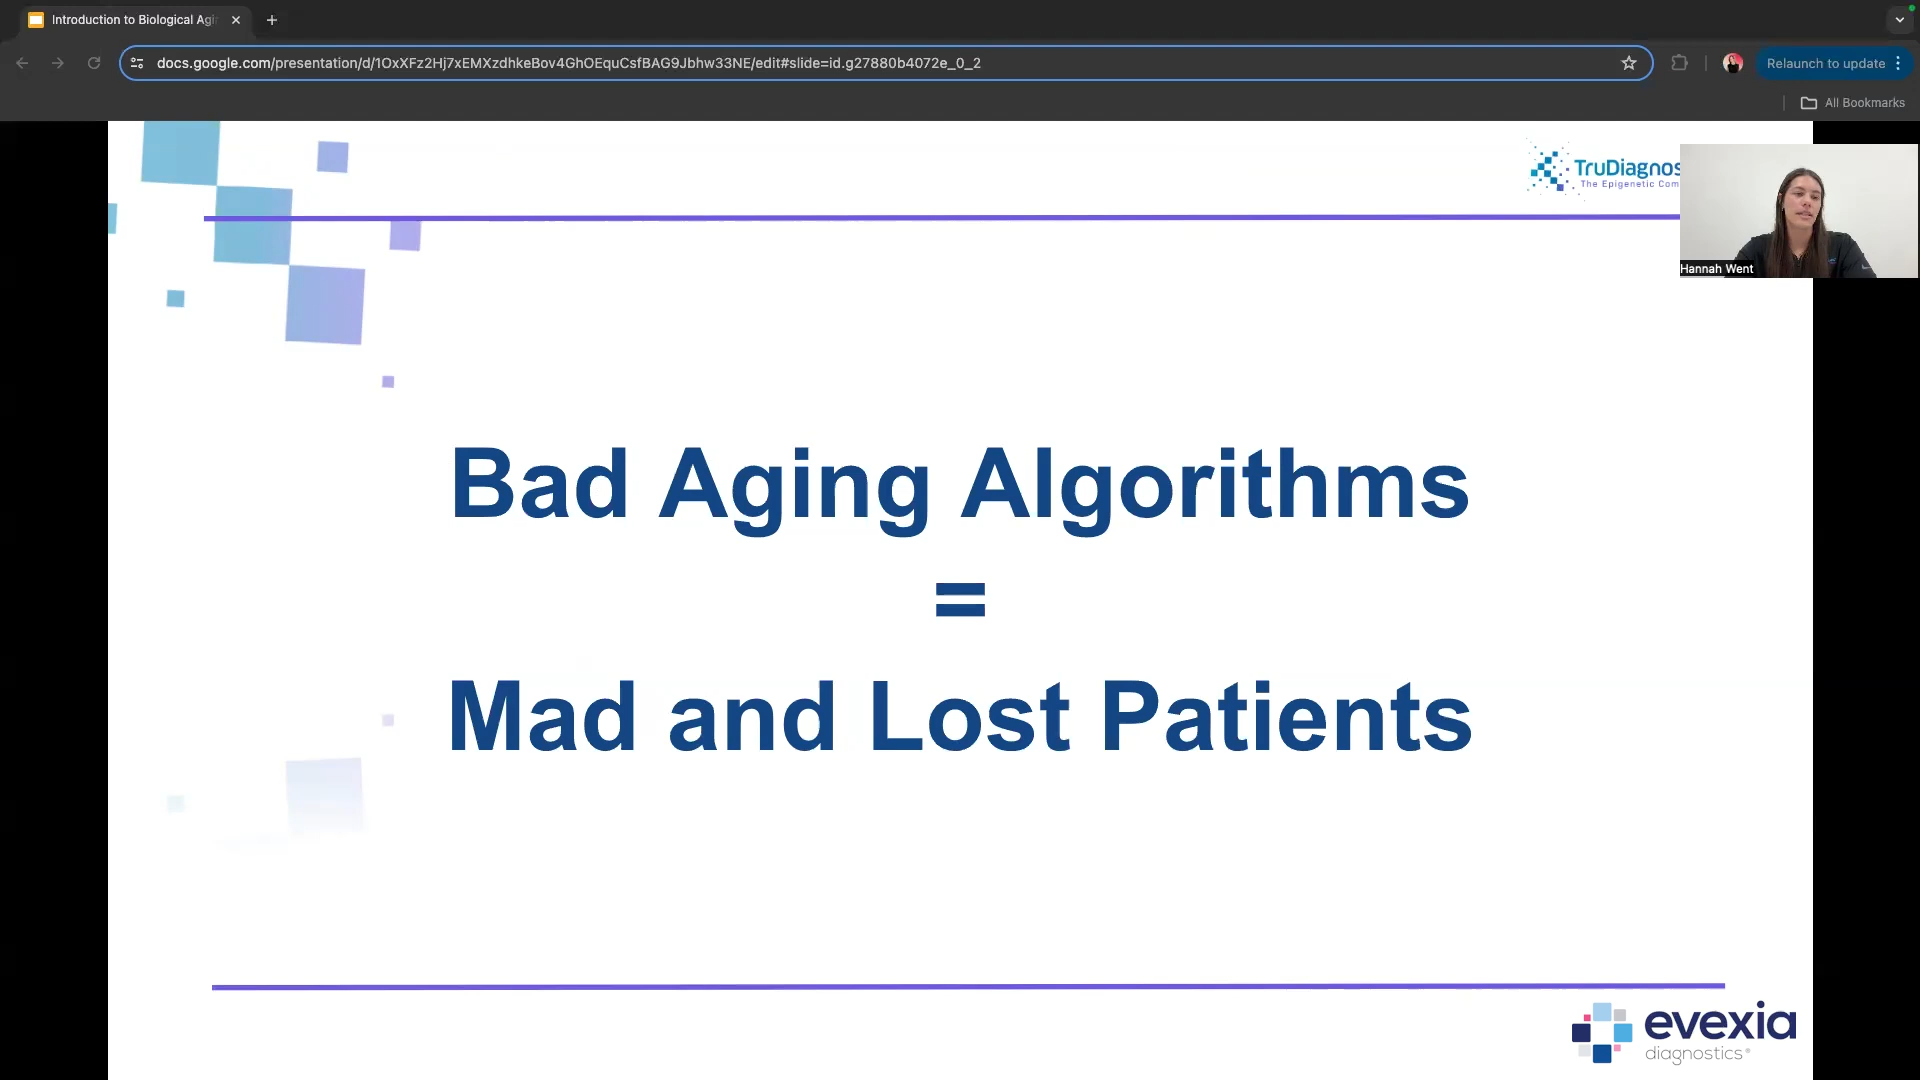 Introduction to Biological Agi
docs.google.com/presentation/d/1OxXFz2Hj7xEMXzdhkeBov4GhOEquCsfBAG9Jbhw33NE/edit#slide=id.g27880b4072e_0_2
Relaunch to update
All Bookmarks
TruDiagnos
The Epigenetic Com
Hannah Went
Bad Aging Algorithms
=
Mad and Lost Patients
evexia
diagnostics®